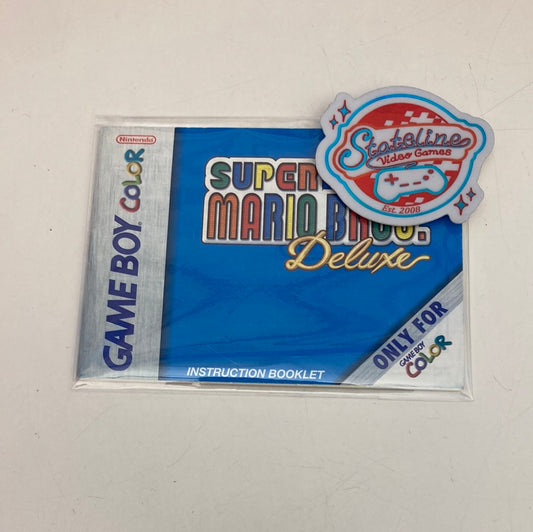 Nintendo
GAME BOY COLOR
SUPER
MARIO BROS.
Deluxe
INSTRUCTION BOOKLET
ONLY FOR
GAME BOY
COLOR
Stateline
Video Games
Est. 2008